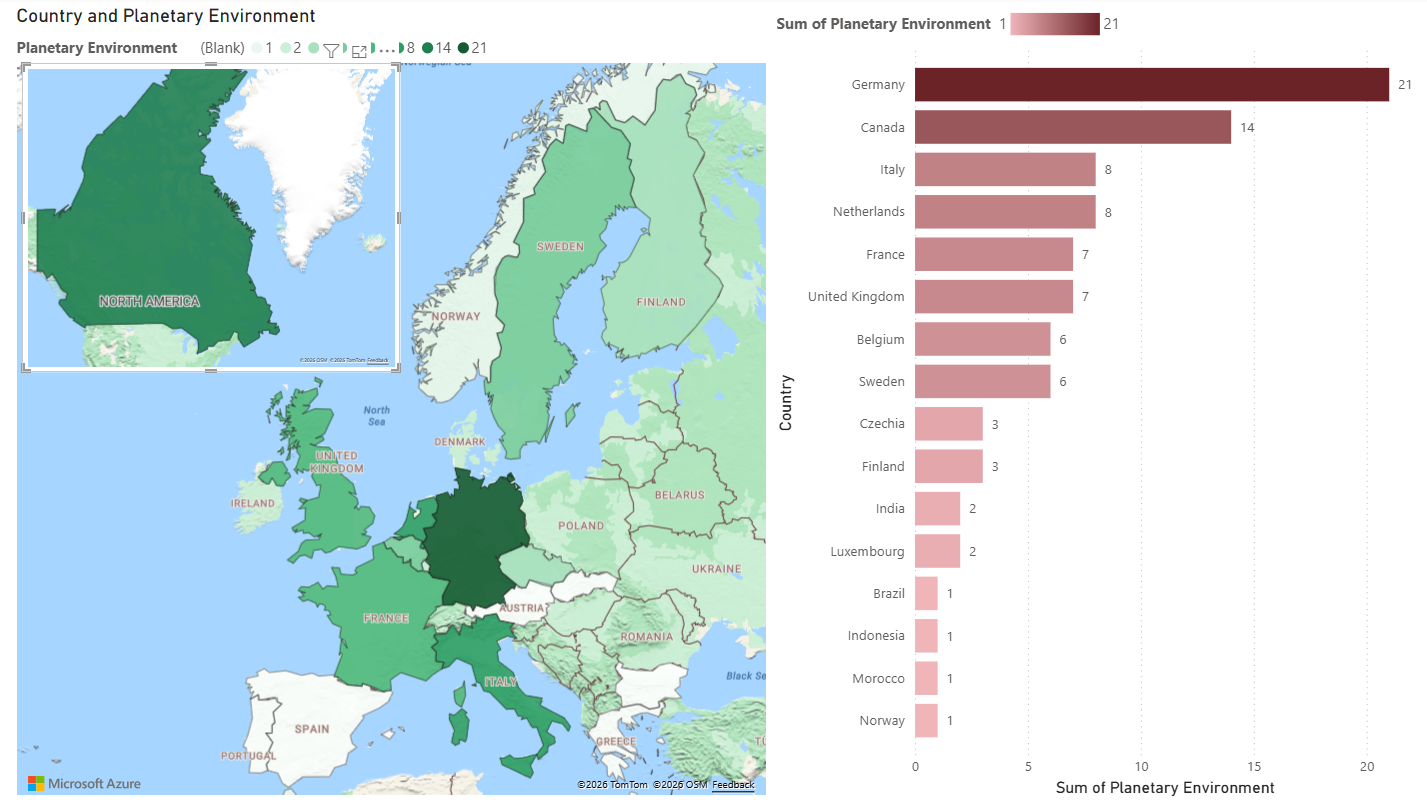 Country and Planetary Environment
Planetary Environment (Blank) 1 2 8 14 21
Norwegian Sea
NORTH AMERICA
©2026 OSM ©2026 TomTom Feedback
SWEDEN
FINLAND
NORWAY
North
Sea
DENMARK
UNITED
KINGDOM
IRELAND
BELARUS
POLAND
UKRAINE
AUSTRIA
FRANCE
ROMANIA
ITALY
Black Se
SPAIN
PORTUGAL
GREECE
TU
Microsoft Azure
©2026 TomTom ©2026 OSM Feedback
Sum of Planetary Environment 1 21
Country
Germany 21
Canada 14
Italy 8
Netherlands 8
France 7
United Kingdom 7
Belgium 6
Sweden 6
Czechia 3
Finland 3
India 2
Luxembourg 2
Brazil 1
Indonesia 1
Morocco 1
Norway 1
0 5 10 15 20
Sum of Planetary Environment